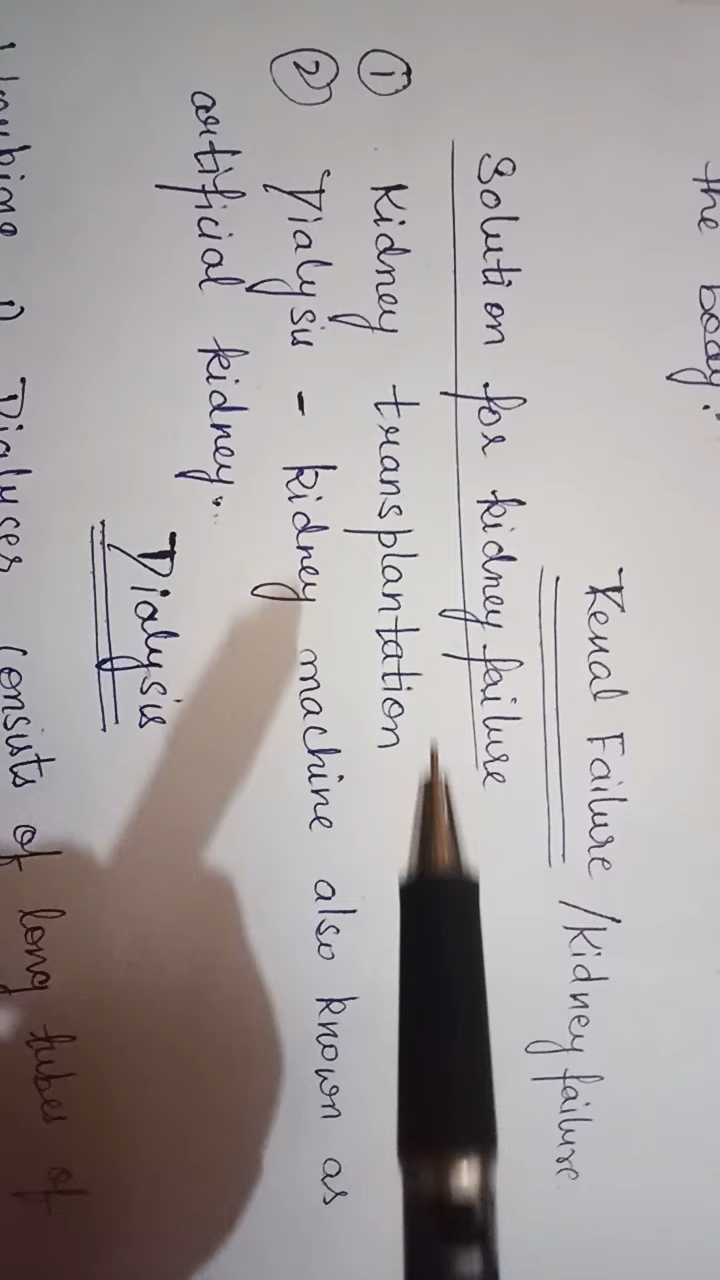 the body.
Renal Failure / Kidney failure
Solution for kidney failure
① Kidney transplantation
② Dialysis - kidney machine also known as
artificial kidney.
Dialysis
1) Dialyser consists of long tubes of